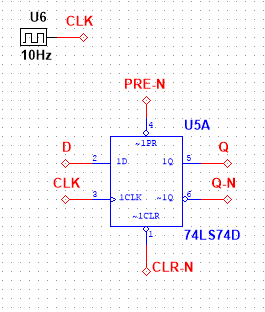 U6
CLK
10Hz
PRE-N
4
U5A
~1PR
D
2
1D
1Q
5
Q
CLK
3
1CLK
~1Q
6
Q-N
~1CLR
1
74LS74D
CLR-N